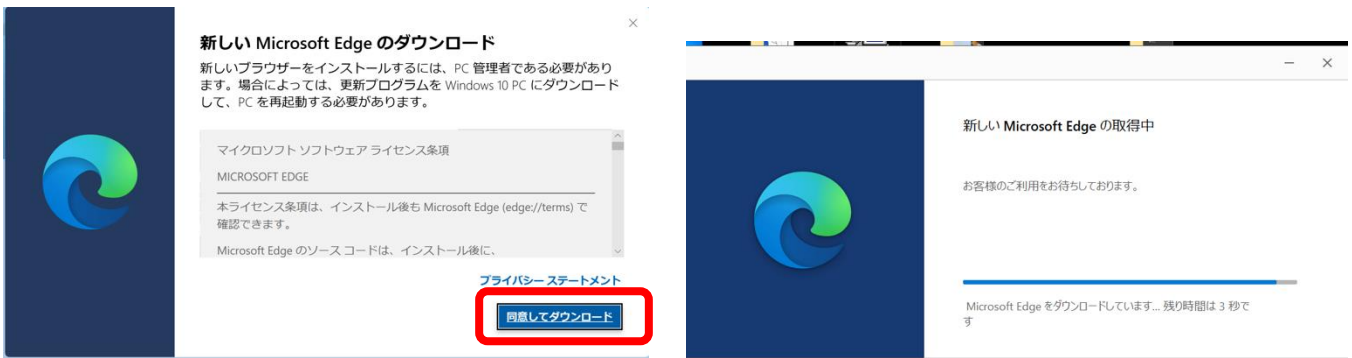 新しい Microsoft Edge のダウンロード
新しいブラウザーをインストールするには、PC 管理者である必要があり
ます。場合によっては、更新プログラムを Windows 10 PC にダウンロード
して、PC を再起動する必要があります。
マイクロソフト ソフトウェア ライセンス条項
MICROSOFT EDGE
本ライセンス条項は、インストール後も Microsoft Edge (edge://terms) で
確認できます。
Microsoft Edge のソース コードは、インストール後に、
プライバシー ステートメント
同意してダウンロード
新しい Microsoft Edge の取得中
お客様のご利用をお待ちしております。
Microsoft Edge をダウンロードしています... 残り時間は 3 秒で
す